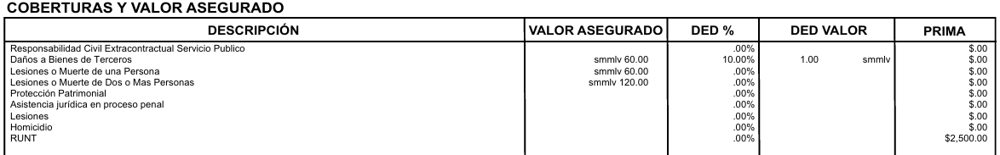 COBERTURAS Y VALOR ASEGURADO
DESCRIPCIÓN VALOR ASEGURADO DED % DED VALOR PRIMA
Responsabilidad Civil Extracontractual Servicio Publico .00% $.00
Daños a Bienes de Terceros smmlv 60.00 10.00% 1.00 smmlv $.00
Lesiones o Muerte de una Persona smmlv 60.00 .00% $.00
Lesiones o Muerte de Dos o Mas Personas smmlv 120.00 .00% $.00
Protección Patrimonial .00% $.00
Asistencia jurídica en proceso penal .00% $.00
Lesiones .00% $.00
Homicidio .00% $.00
RUNT .00% $2,500.00